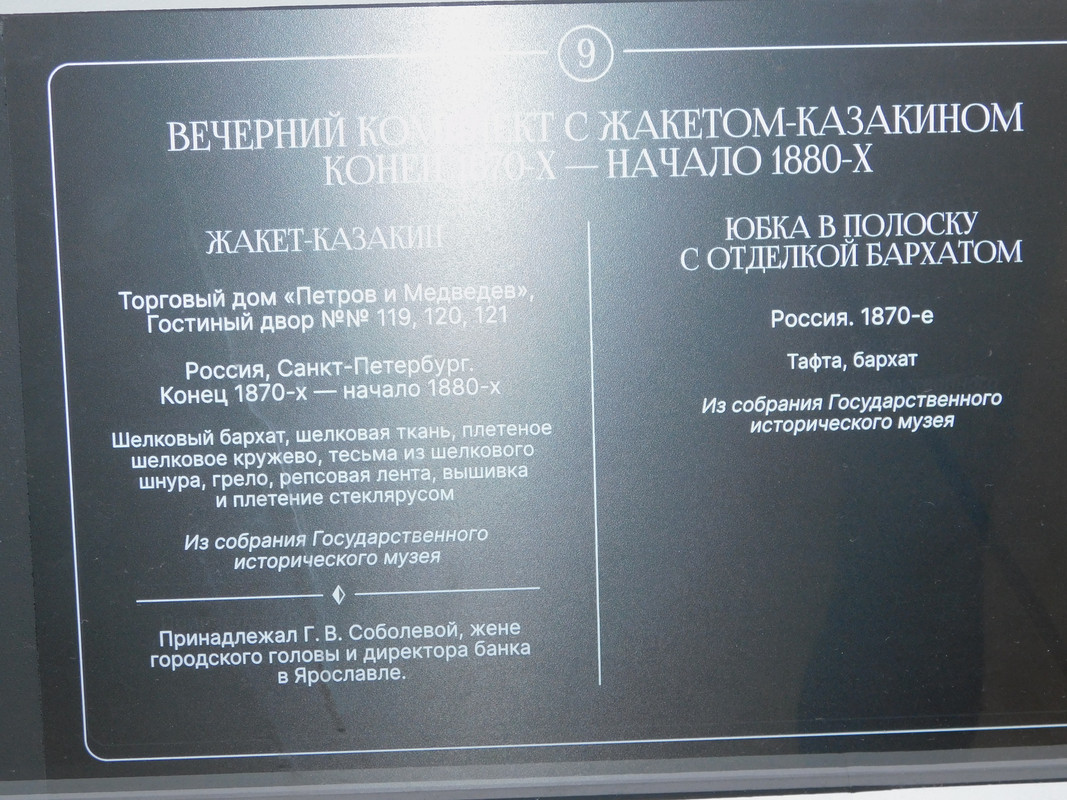 9
ВЕЧЕРНИЙ КОМПЛЕКТ С ЖАКЕТОМ-КАЗАКИНОМ
КОНЕЦ 1870-Х — НАЧАЛО 1880-Х
ЖАКЕТ-КАЗАКИН
Торговый дом «Петров и Медведев»,
Гостиный двор №№ 119, 120, 121
Россия, Санкт-Петербург.
Конец 1870-х — начало 1880-х
Шелковый бархат, шелковая ткань, плетеное
шелковое кружево, тесьма из шелкового
шнура, грело, репсовая лента, вышивка
и плетение стеклярусом
Из собрания Государственного
исторического музея
Принадлежал Г. В. Соболевой, жене
городского головы и директора банка
в Ярославле.
ЮБКА В ПОЛОСКУ
С ОТДЕЛКОЙ БАРХАТОМ
Россия. 1870-е
Тафта, бархат
Из собрания Государственного
исторического музея